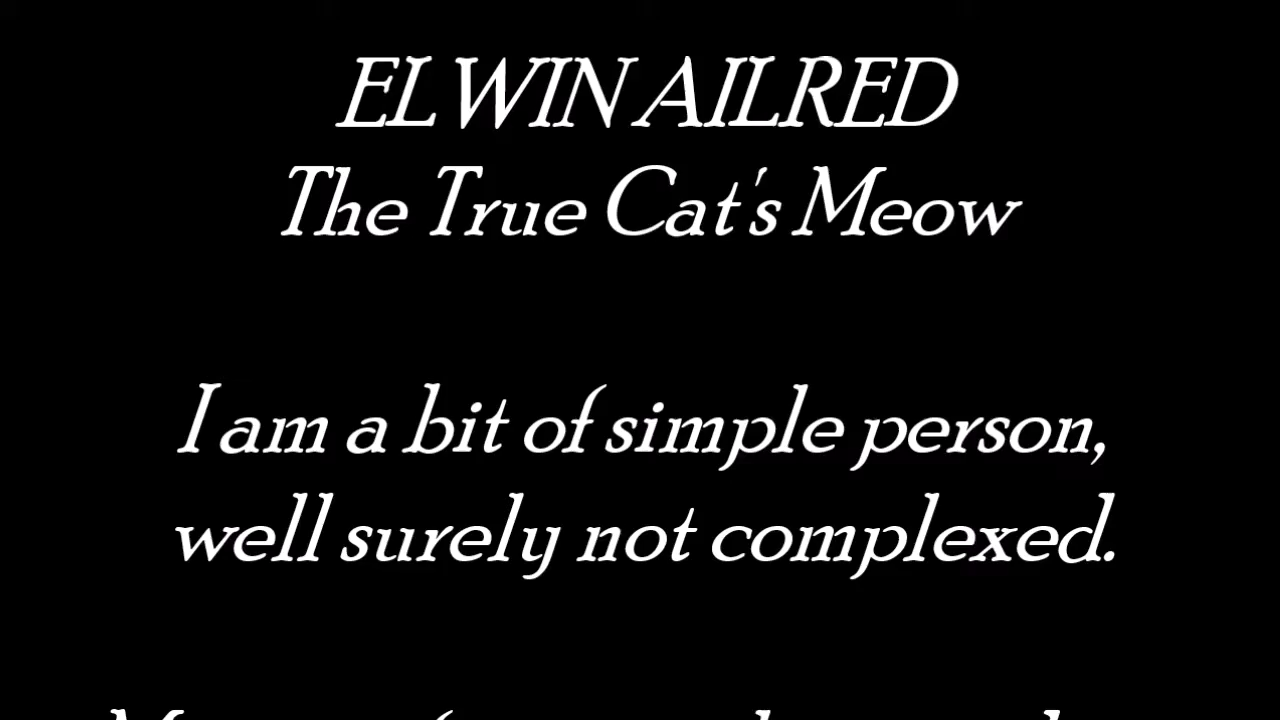 ELWIN AILRED
The True Cat's Meow
I am a bit of simple person,
well surely not complexed.